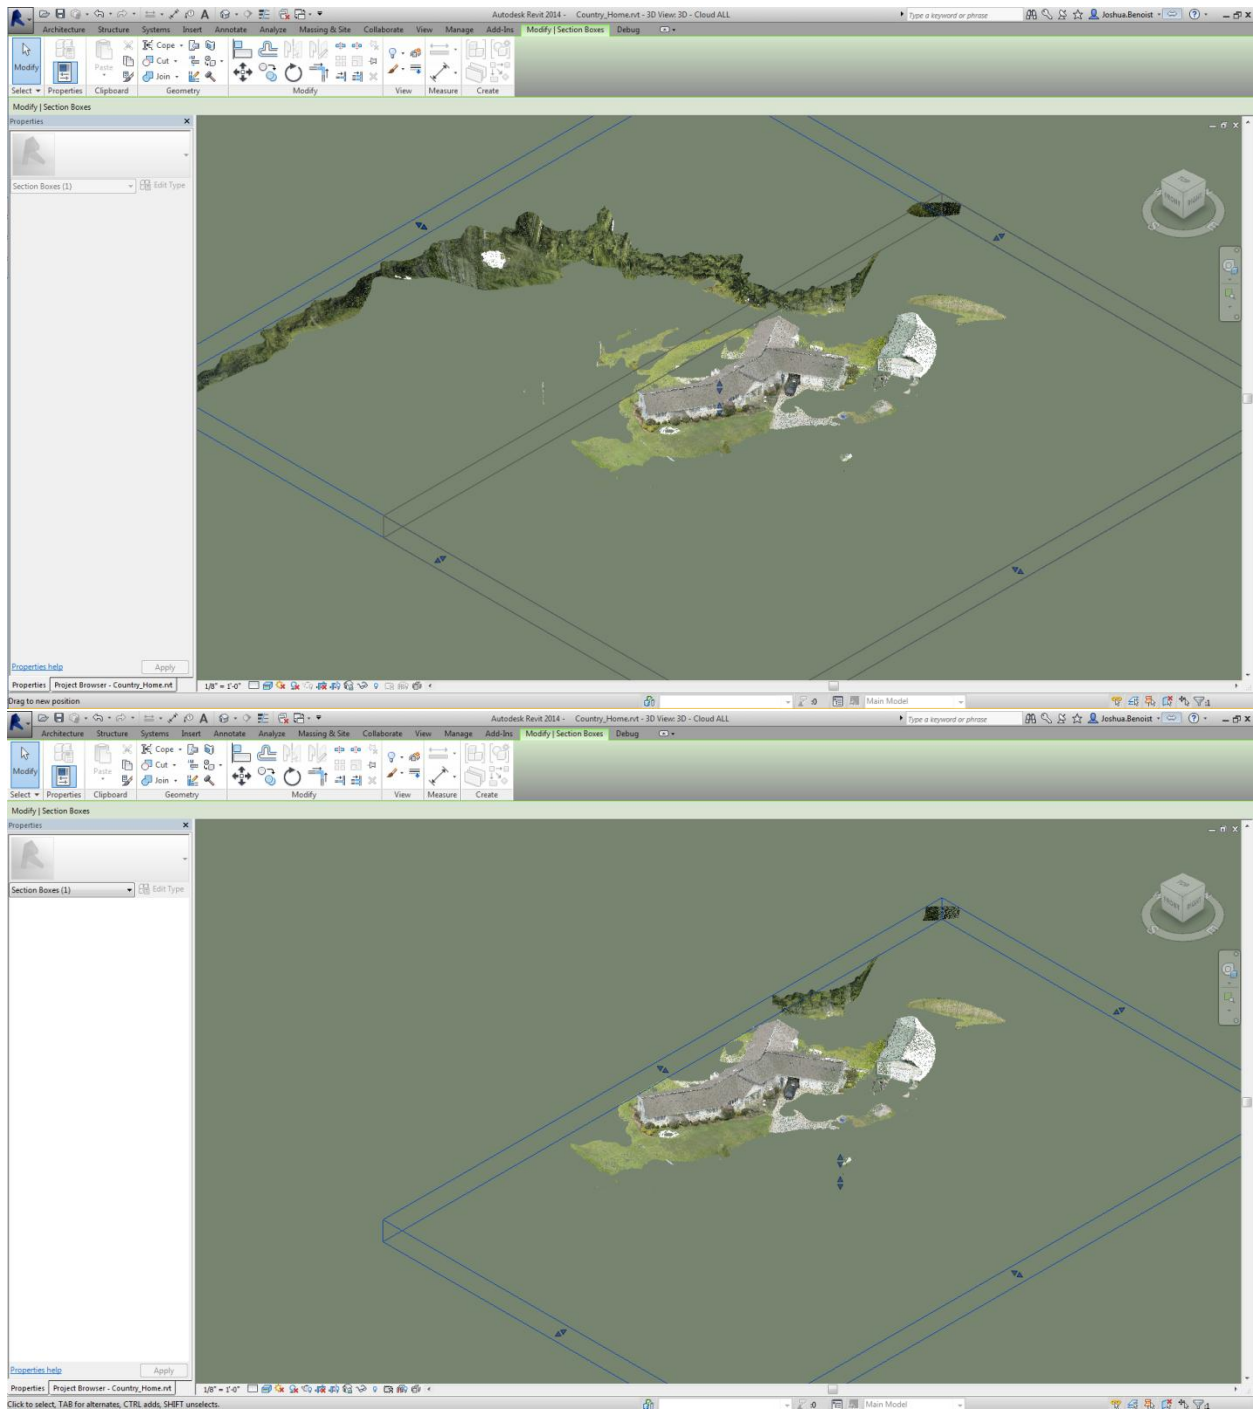 Autodesk Revit 2014 - Country_Home.rvt - 3D View: 3D - Cloud ALL
Type a keyword or phrase
Joshua.Benoist
Architecture Structure Systems Insert Annotate Analyze Massing & Site Collaborate View Manage Add-Ins Modify | Section Boxes Debug
Cope
Cut
Join
Modify
Paste
Select Properties Clipboard Geometry Modify View Measure Create
Modify | Section Boxes
Properties
Section Boxes (1) Edit Type
TOP
FRONT RIGHT
Properties help Apply
Properties Project Browser - Country_Home.rvt
1/8" = 1'-0"
Drag to new position
:0 Main Model
Autodesk Revit 2014 - Country_Home.rvt - 3D View: 3D - Cloud ALL
Type a keyword or phrase
Joshua.Benoist
Architecture Structure Systems Insert Annotate Analyze Massing & Site Collaborate View Manage Add-Ins Modify | Section Boxes Debug
Cope
Cut
Join
Modify
Paste
Select Properties Clipboard Geometry Modify View Measure Create
Modify | Section Boxes
Properties
Section Boxes (1) Edit Type
TOP
FRONT RIGHT
Properties help Apply
Properties Project Browser - Country_Home.rvt
1/8" = 1'-0"
Click to select, TAB for alternates, CTRL adds, SHIFT unselects.
:0 Main Model